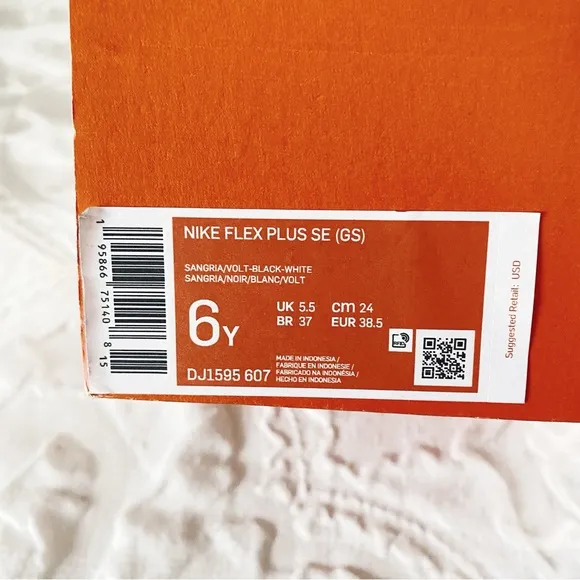 NIKE FLEX PLUS SE (GS)
SANGRIA/VOLT-BLACK-WHITE
SANGRIA/NOIR/BLANC/VOLT
6Y
UK 5.5 cm 24
BR 37 EUR 38.5
DJ1595 607
MADE IN INDONESIA /
FABRIQUE EN INDONESIE /
FABRICADO NA INDONÉSIA /
HECHO EN INDONESIA
1 95866 75140 8 15
Suggested Retail: USD